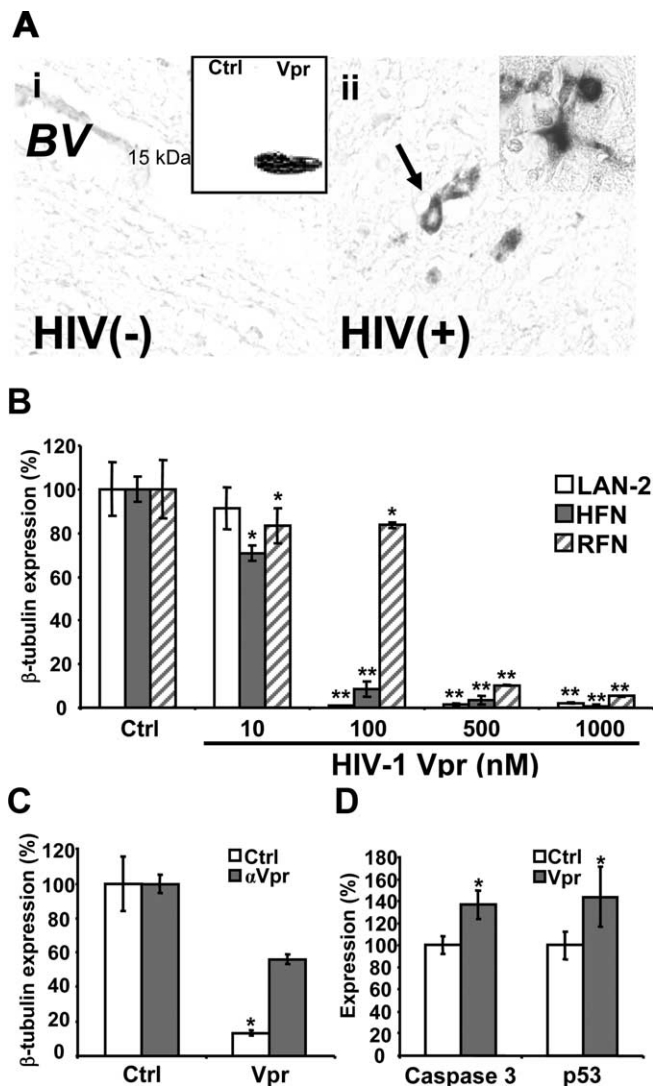 A
i
Ctrl Vpr
15 kDa
BV
HIV(-)
ii
HIV(+)
B
β-tubulin expression (%)
120
100
80
60
40
20
0
LAN-2
HFN
RFN
*
*
*
** **
** ** **
** ** **
Ctrl 10 100 500 1000
HIV-1 Vpr (nM)
C
β-tubulin expression (%)
120
100
80
60
40
20
0
Ctrl
αVpr
*
Ctrl Vpr
D
Expression (%)
180
160
140
120
100
80
60
40
20
0
Ctrl
Vpr
* *
Caspase 3 p53